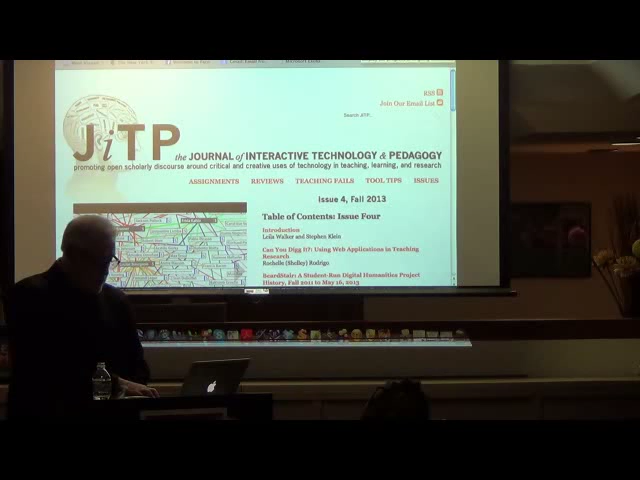 RSS
Join Our Email List
Search JiTP..
JiTP the JOURNAL of INTERACTIVE TECHNOLOGY & PEDAGOGY
promoting open scholarly discourse around critical and creative uses of technology in teaching, learning, and research
ASSIGNMENTS REVIEWS TEACHING FAILS TOOL TIPS ISSUES
Issue 4, Fall 2013
Table of Contents: Issue Four
Introduction
Leila Walker and Stephen Klein
Can You Digg It?: Using Web Applications in Teaching
Research
Rochelle (Shelley) Rodrigo
BeardStair: A Student-Run Digital Humanities Project
History, Fall 2011 to May 16, 2013